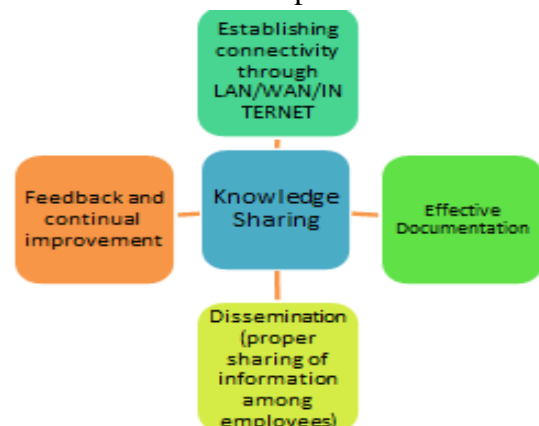 Establishing
connectivity
through
LAN/WAN/IN
TERNET
Feedback and
continual
improvement
Knowledge
Sharing
Effective
Documentation
Dissemination
(proper
sharing of
information
among
employees)